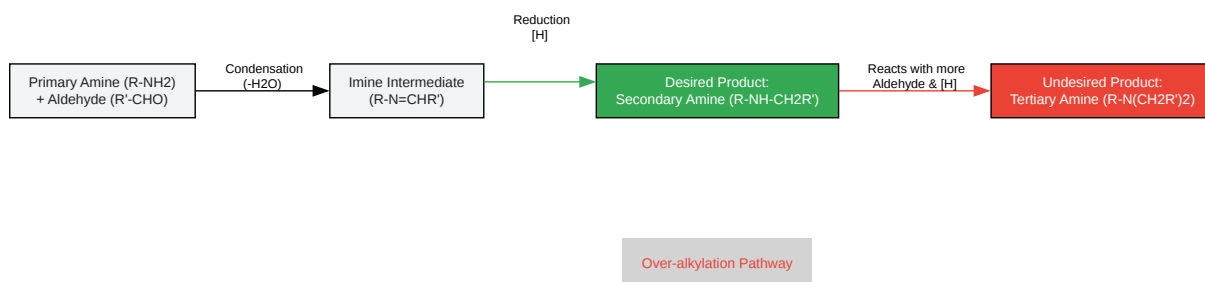 Reduction
[H]
Primary Amine (R-NH2)
+ Aldehyde (R'-CHO)
Condensation
(-H2O)
Imine Intermediate
(R-N=CHR')
Desired Product:
Secondary Amine (R-NH-CH2R')
Reacts with more
Aldehyde & [H]
Undesired Product:
Tertiary Amine (R-N(CH2R')2)
Over-alkylation Pathway